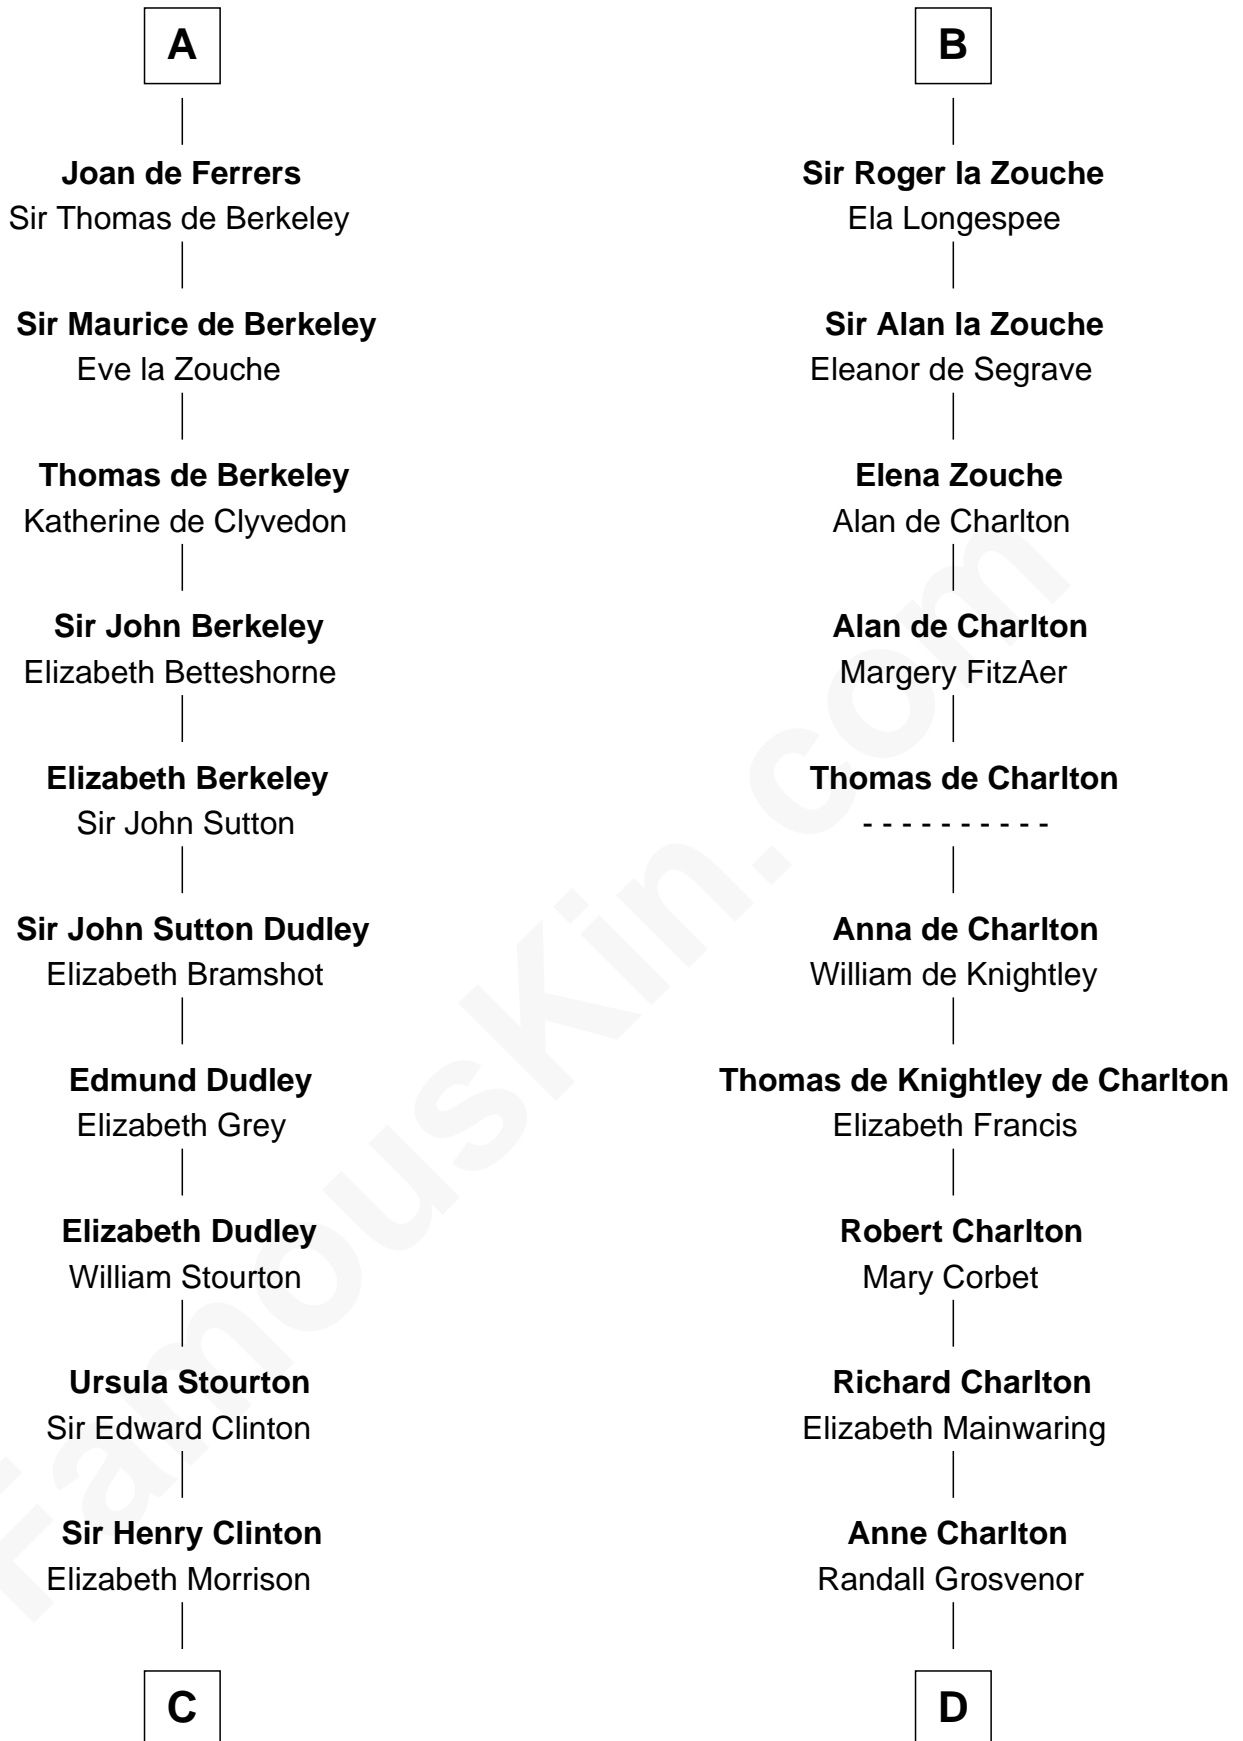 A
Joan de Ferrers
Sir Thomas de Berkeley
Sir Maurice de Berkeley
Eve la Zouche
Thomas de Berkeley
Katherine de Clyvedon
Sir John Berkeley
Elizabeth Betteshorne
Elizabeth Berkeley
Sir John Sutton
Sir John Sutton Dudley
Elizabeth Bramshot
Edmund Dudley
Elizabeth Grey
Elizabeth Dudley
William Stourton
Ursula Stourton
Sir Edward Clinton
Sir Henry Clinton
Elizabeth Morrison
C
B
Sir Roger la Zouche
Ela Longespee
Sir Alan la Zouche
Eleanor de Segrave
Elena Zouche
Alan de Charlton
Alan de Charlton
Margery FitzAer
Thomas de Charlton
- - - - - - - - - -
Anna de Charlton
William de Knightley
Thomas de Knightley de Charlton
Elizabeth Francis
Robert Charlton
Mary Corbet
Richard Charlton
Elizabeth Mainwaring
Anne Charlton
Randall Grosvenor
D
FamousKin.com